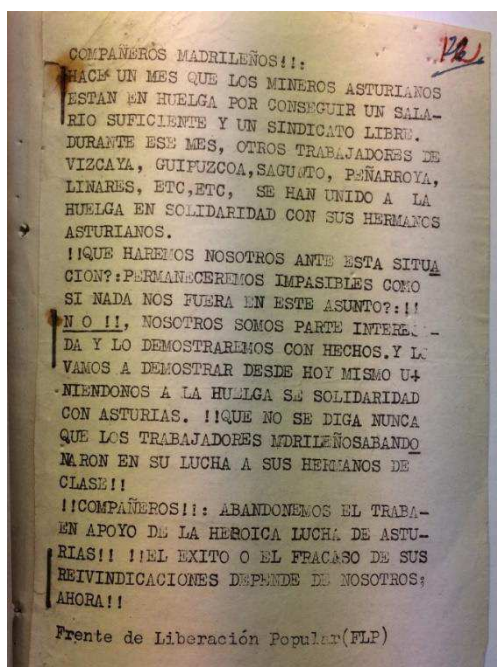 122
COMPAÑEROS MADRILEÑOS!!:
HACE UN MES QUE LOS MINEROS ASTURIANOS
ESTAN EN HUELGA POR CONSEGUIR UN SALA-
RIO SUFICIENTE Y UN SINDICATO LIBRE.
DURANTE ESE MES, OTROS TRABAJADORES DE
VIZCAYA, GUIPUZCOA,SAGUNTO, PEÑARROYA,
LINARES, ETC,ETC, SE HAN UNIDO A LA
HUELGA EN SOLIDARIDAD CON SUS HERMANOS
ASTURIANOS.
!!QUE HAREMOS NOSOTROS ANTE ESTA SITUA
CION?:PERMANECEREMOS IMPASIBLES COMO
SI NADA NOS FUERA EN ESTE ASUNTO?:!!
N O !!, NOSOTROS SOMOS PARTE INTERESA-
DA Y LO DEMOSTRAREMOS CON HECHOS.Y LO
VAMOS A DEMOSTRAR DESDE HOY MISMO U+
NIENDONOS A LA HUELGA SE SOLIDARIDAD
CON ASTURIAS. !!QUE NO SE DIGA NUNCA
QUE LOS TRABAJADORES MDRILEÑOSABANDO
NARON EN SU LUCHA A SUS HERMANOS DE
CLASE!!
!!COMPAÑEROS!!: ABANDONEMOS EL TRABA-
EN APOYO DE LA HEROICA LUCHA DE ASTU-
RIAS!! !!EL EXITO O EL FRACASO DE SUS
REIVINDICACIONES DEPENDE DE NOSOTROS;
AHORA!!
Frente de Liberación Popular(FLP)